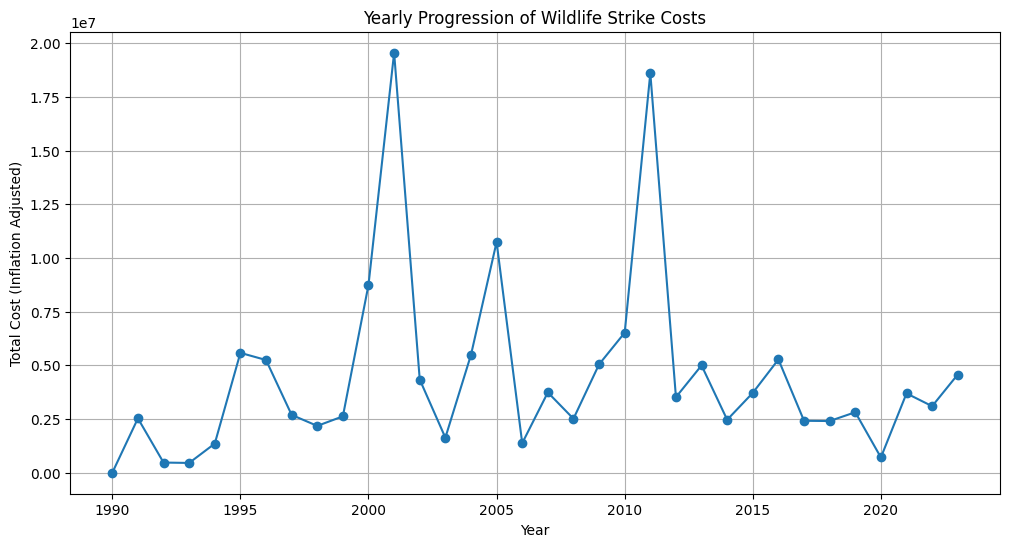 Yearly Progression of Wildlife Strike Costs
1e7
2.00
1.75
1.50
1.25
1.00
0.75
0.50
0.25
0.00
Total Cost (Inflation Adjusted)
1990 1995 2000 2005 2010 2015 2020
Year